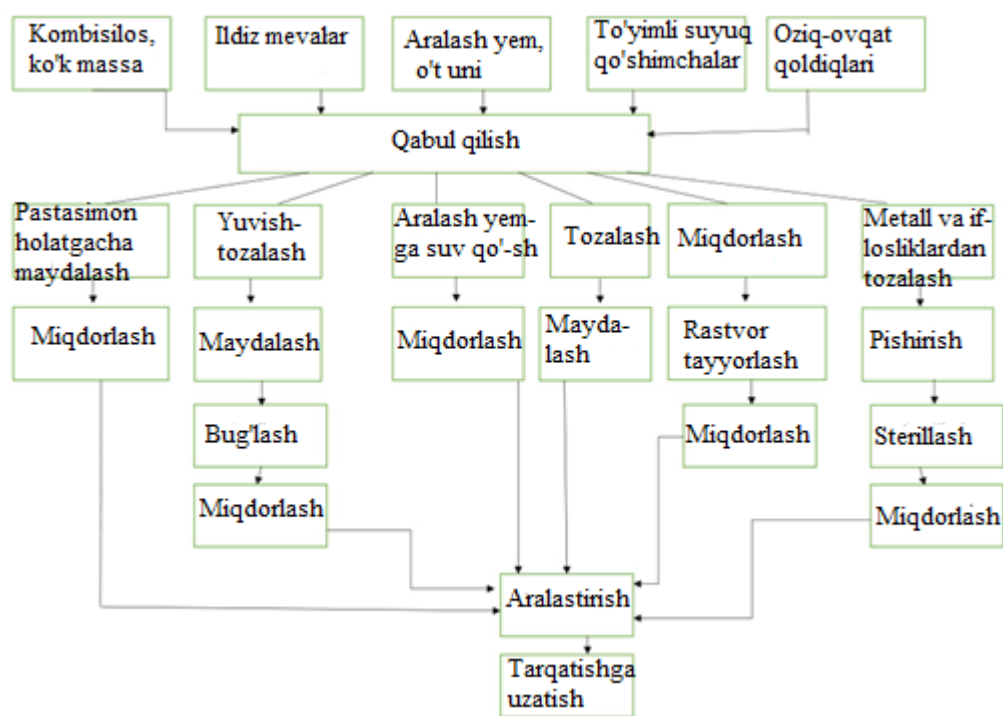 Kombisilos,
ko'k massa
Ildiz mevalar
Aralash yem,
o't uni
To'yimli suyuq
qo'shimchalar
Oziq-ovqat
qoldiqlari
Qabul qilish
Pastasimon
holatgacha
maydalash
Yuvish-
tozalash
Aralash yem-
ga suv qo'-sh
Tozalash
Miqdorlash
Metall va if-
losliklardan
tozalash
Miqdorlash
Maydalash
Miqdorlash
Mayda-
lash
Rastvor
tayyorlash
Pishirish
Bug'lash
Miqdorlash
Sterillash
Miqdorlash
Miqdorlash
Aralastirish
Tarqatishga
uzatish